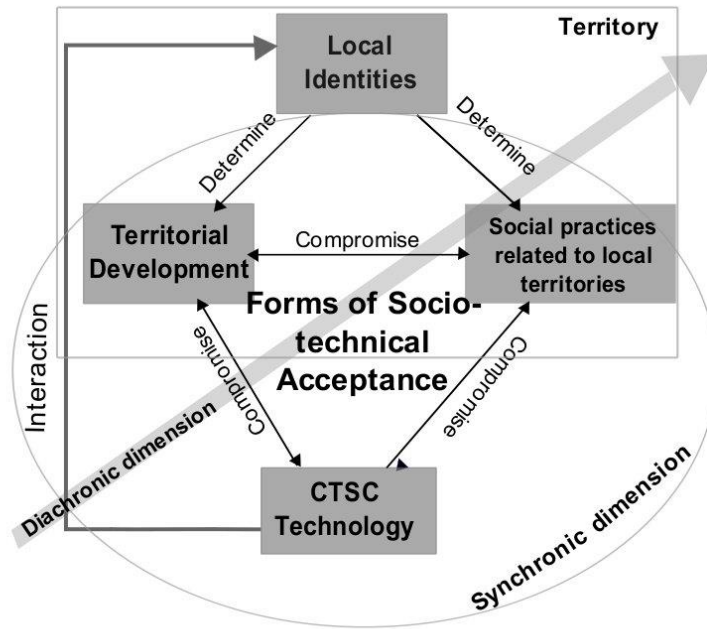 Territory
Local
Identities
Determine
Determine
Territorial
Development
Compromise
Social practices
related to local
territories
Forms of Socio-
technical
Acceptance
Interaction
Compromise
Compromise
Diachronic dimension
CTSC
Technology
Synchronic dimension